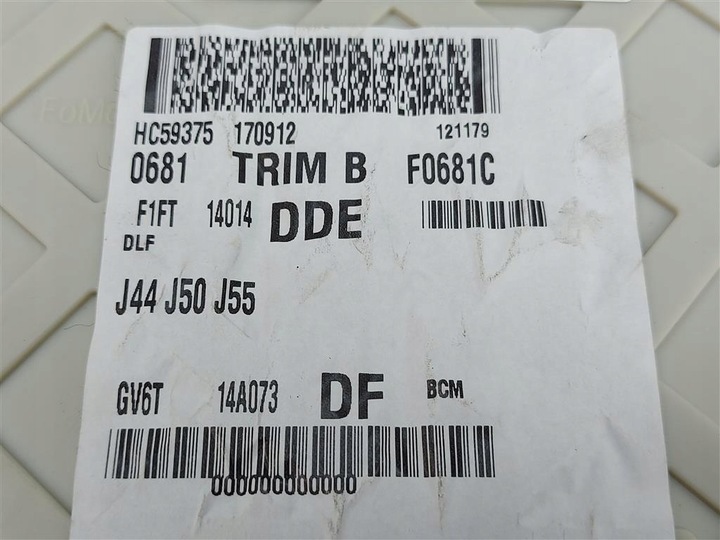 HC59375 170912 121179
0681 TRIM B F0681C
F1FT 14014 DDE
DLF
J44 J50 J55
GV6T 14A073 DF BCM
000000000000